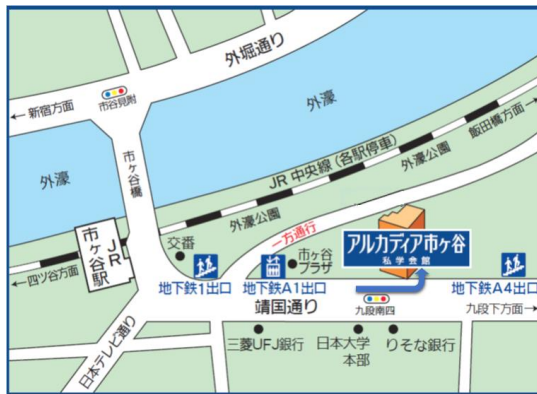 外堀通り
←新宿方面
市谷見附
外濠
飯田橋方面→
市ヶ谷橋
JR中央線(各駅停車)
外濠公園
外濠
外濠公園
一方通行
JR
市ヶ谷駅
交番
市ヶ谷
プラザ
アルカディア市ヶ谷
私学会館
←四ツ谷方面
地下鉄1出口
地下鉄A1出口
地下鉄A4出口
靖国通り
九段南四
九段下方面→
日本テレビ通り
三菱UFJ銀行
日本大学
本部
りそな銀行